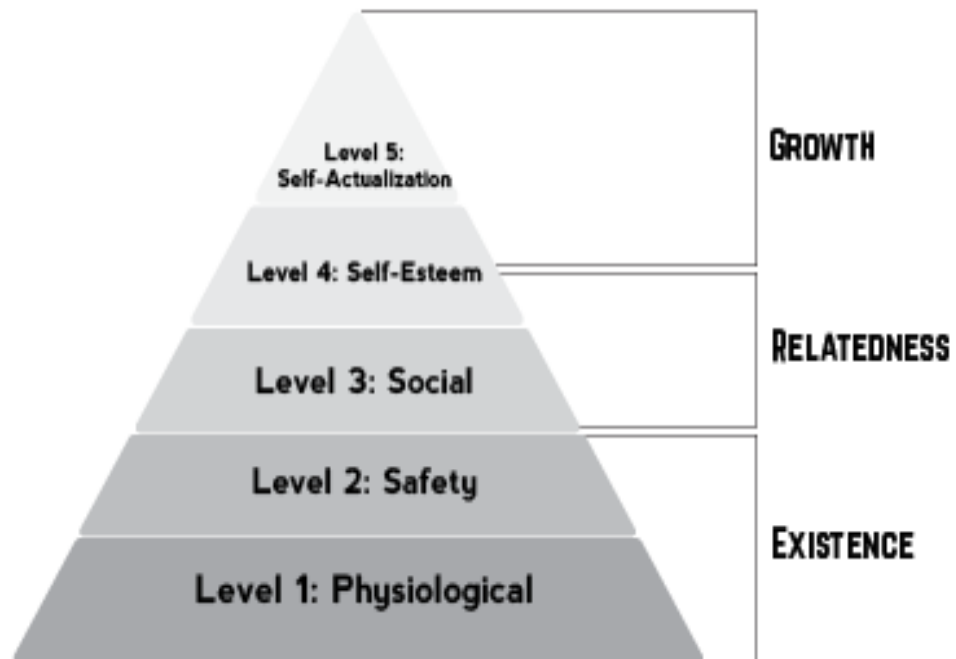 Level 5:
Self-Actualization
GROWTH
Level 4: Self-Esteem
RELATEDNESS
Level 3: Social
Level 2: Safety
EXISTENCE
Level 1: Physiological